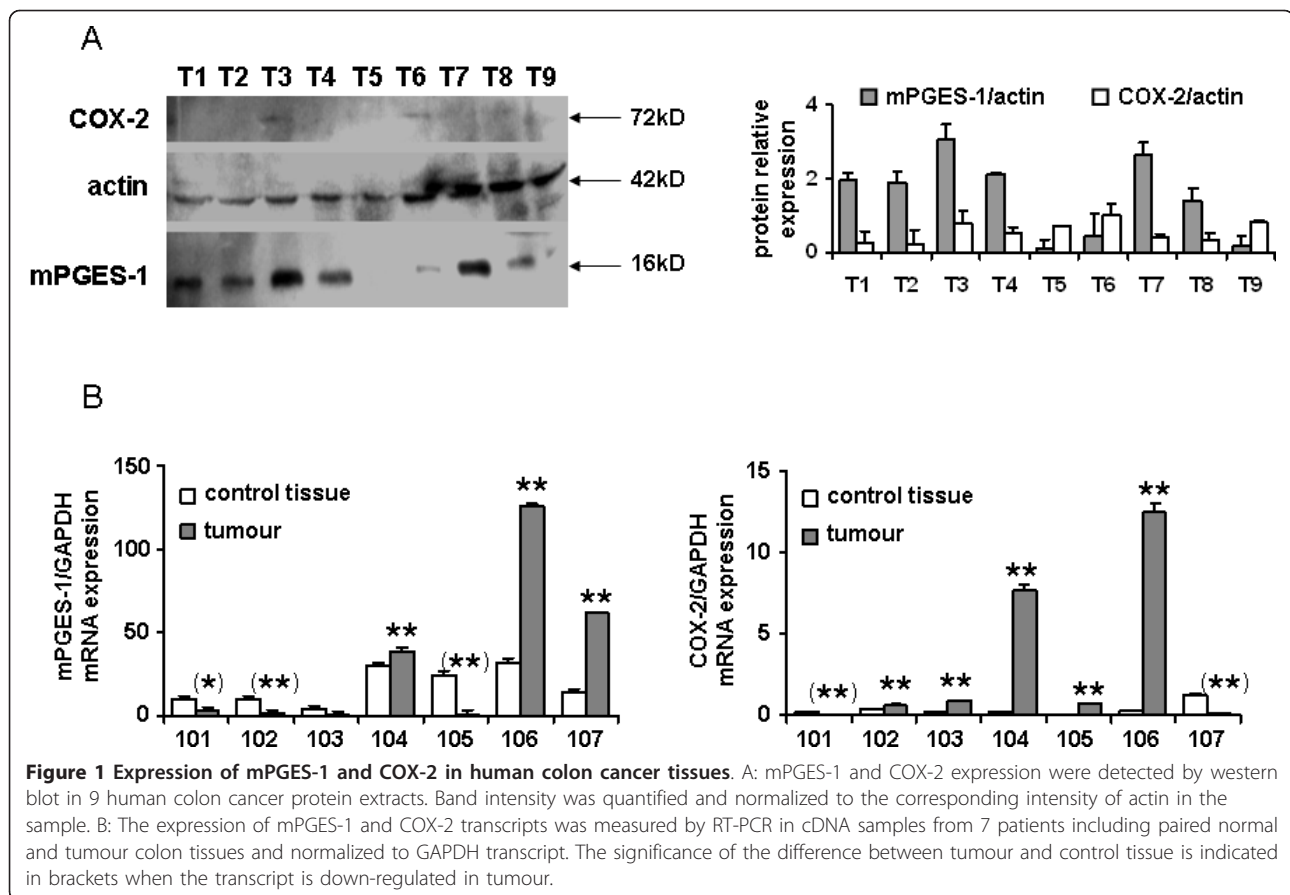 A
T1 T2 T3 T4 T5 T6 T7 T8 T9
COX-2
72kD
actin
42kD
mPGES-1
16kD
mPGES-1/actin COX-2/actin
protein relative
expression
4
2
0
T1 T2 T3 T4 T5 T6 T7 T8 T9
B
mPGES-1/GAPDH
mRNA expression
150
100
50
0
control tissue
tumour
(*) (**) ** (**) ** **
101 102 103 104 105 106 107
COX-2/GAPDH
mRNA expression
15
10
5
0
control tissue
tumour
(**) ** ** ** ** ** (**)
101 102 103 104 105 106 107
Figure 1 Expression of mPGES-1 and COX-2 in human colon cancer tissues. A: mPGES-1 and COX-2 expression were detected by western
blot in 9 human colon cancer protein extracts. Band intensity was quantified and normalized to the corresponding intensity of actin in the
sample. B: The expression of mPGES-1 and COX-2 transcripts was measured by RT-PCR in cDNA samples from 7 patients including paired normal
and tumour colon tissues and normalized to GAPDH transcript. The significance of the difference between tumour and control tissue is indicated
in brackets when the transcript is down-regulated in tumour.